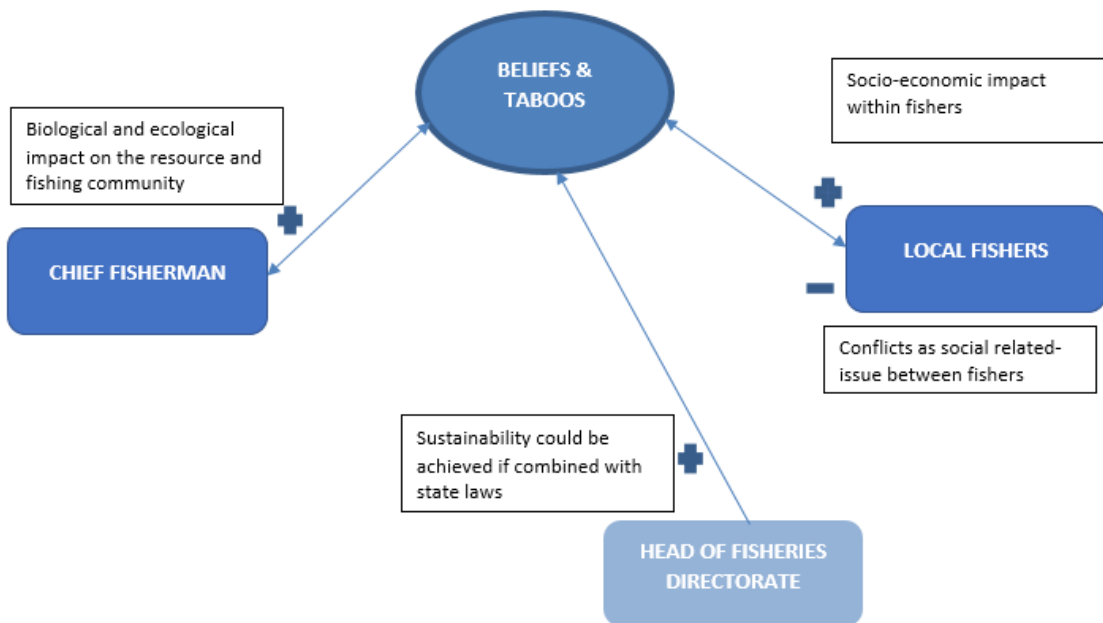 BELIEFS &
TABOOS
Socio-economic impact
within fishers
Biological and ecological
impact on the resource and
fishing community
CHIEF FISHERMAN
LOCAL FISHERS
Conflicts as social related-
issue between fishers
Sustainability could be
achieved if combined with
state laws
HEAD OF FISHERIES
DIRECTORATE